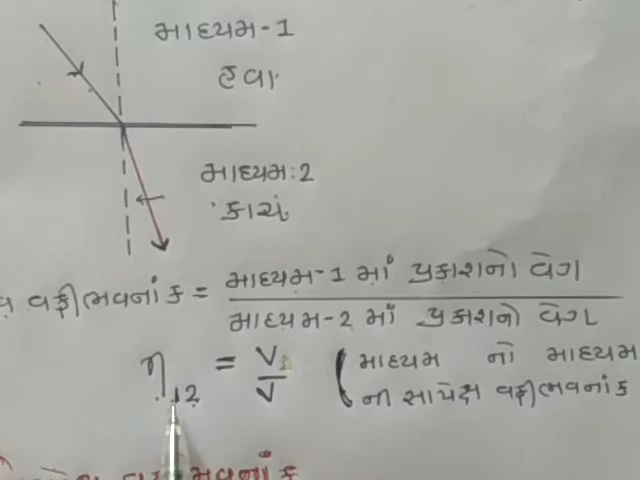 માધ્યમ-1
હવા
માધ્યમ:2
કાચ
વક્રીભવનાંક = માધ્યમ-1 માં પ્રકાશનો વેગ
માધ્યમ-2 માં પ્રકાશનો વેગ
η12 = V1 / V ( માધ્યમ નો માધ્યમ
ની સાપેક્ષ વક્રીભવનાંક